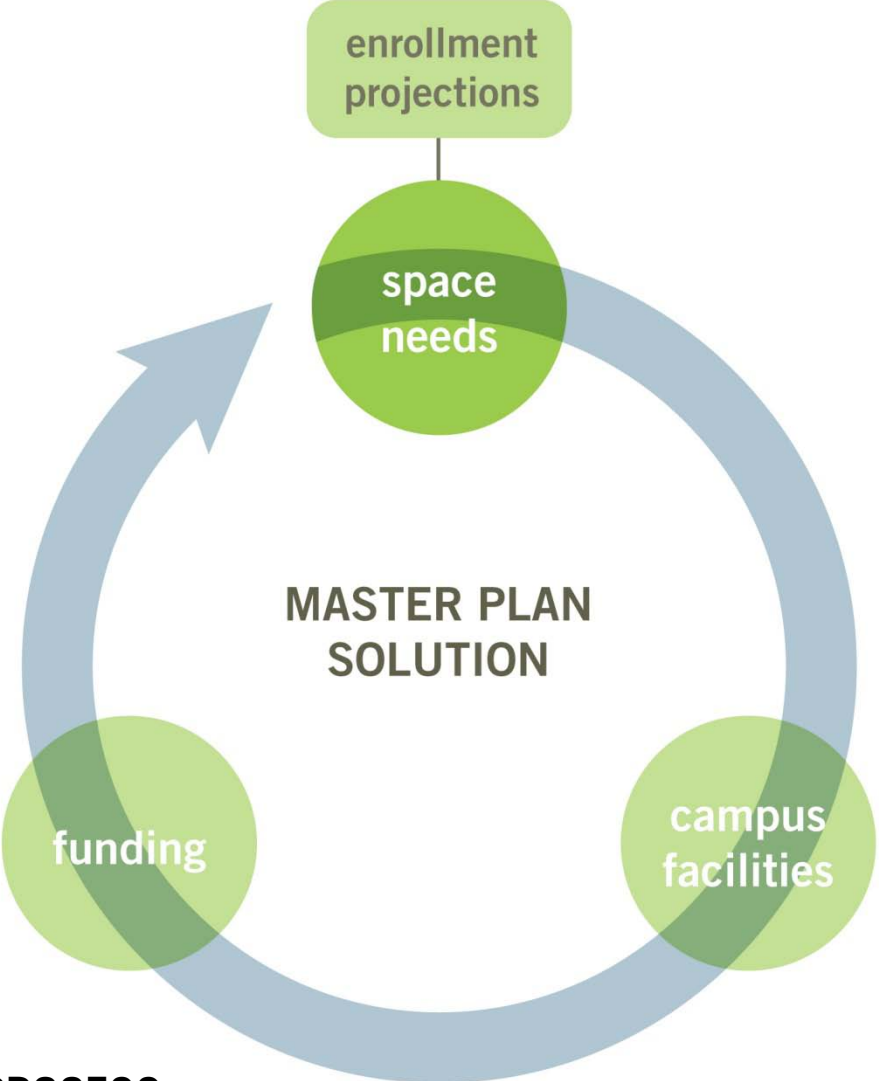 enrollment
projections
space
needs
MASTER PLAN
SOLUTION
funding
campus
facilities